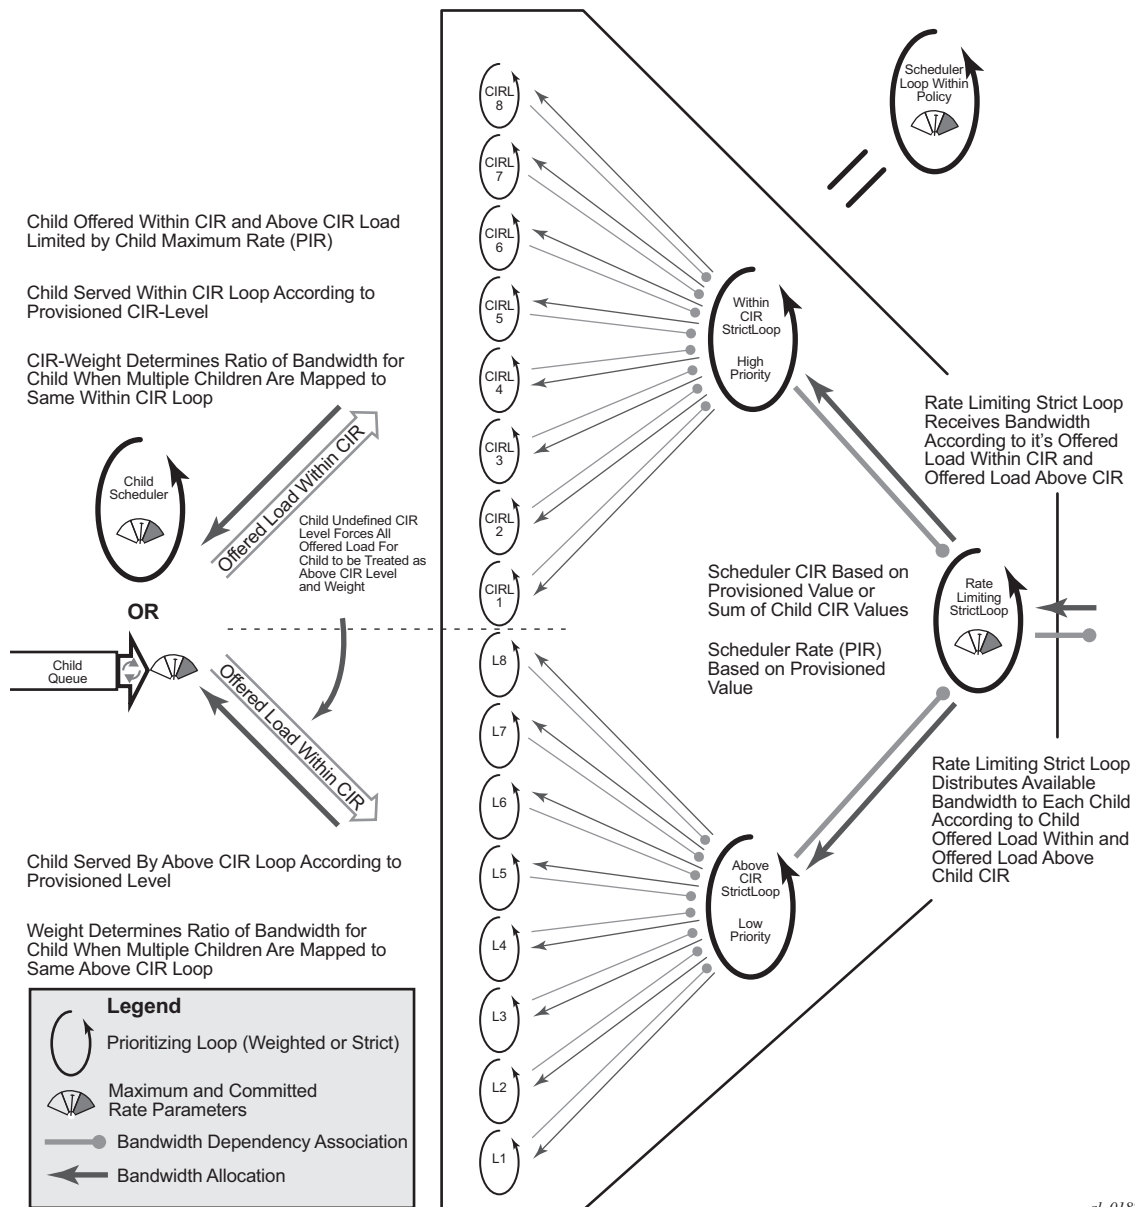 Scheduler
Loop Within
Policy
CIRL
8
CIRL
7
CIRL
6
CIRL
5
CIRL
4
CIRL
3
CIRL
2
CIRL
1
L8
L7
L6
L5
L4
L3
L2
L1
Child Offered Within CIR and Above CIR Load
Limited by Child Maximum Rate (PIR)
Child Served Within CIR Loop According to
Provisioned CIR-Level
CIR-Weight Determines Ratio of Bandwidth for
Child When Multiple Children Are Mapped to
Same Within CIR Loop
Child
Scheduler
Offered Load Within CIR
Child Undefined CIR
Level Forces All
Offered Load For
Child to be Treated as
Above CIR Level
and Weight
OR
Child
Queue
Offered Load Within CIR
Child Served By Above CIR Loop According to
Provisioned Level
Weight Determines Ratio of Bandwidth for
Child When Multiple Children Are Mapped to
Same Above CIR Loop
Within
CIR
StrictLoop
High
Priority
Rate Limiting Strict Loop
Receives Bandwidth
According to it's Offered
Load Within CIR and
Offered Load Above CIR
Scheduler CIR Based on
Provisioned Value or
Sum of Child CIR Values
Scheduler Rate (PIR)
Based on Provisioned
Value
Rate
Limiting
StrictLoop
Rate Limiting Strict Loop
Distributes Available
Bandwidth to Each Child
According to Child
Offered Load Within and
Offered Load Above
Child CIR
Above
CIR
StrictLoop
Low
Priority
Legend
Prioritizing Loop (Weighted or Strict)
Maximum and Committed
Rate Parameters
Bandwidth Dependency Association
Bandwidth Allocation